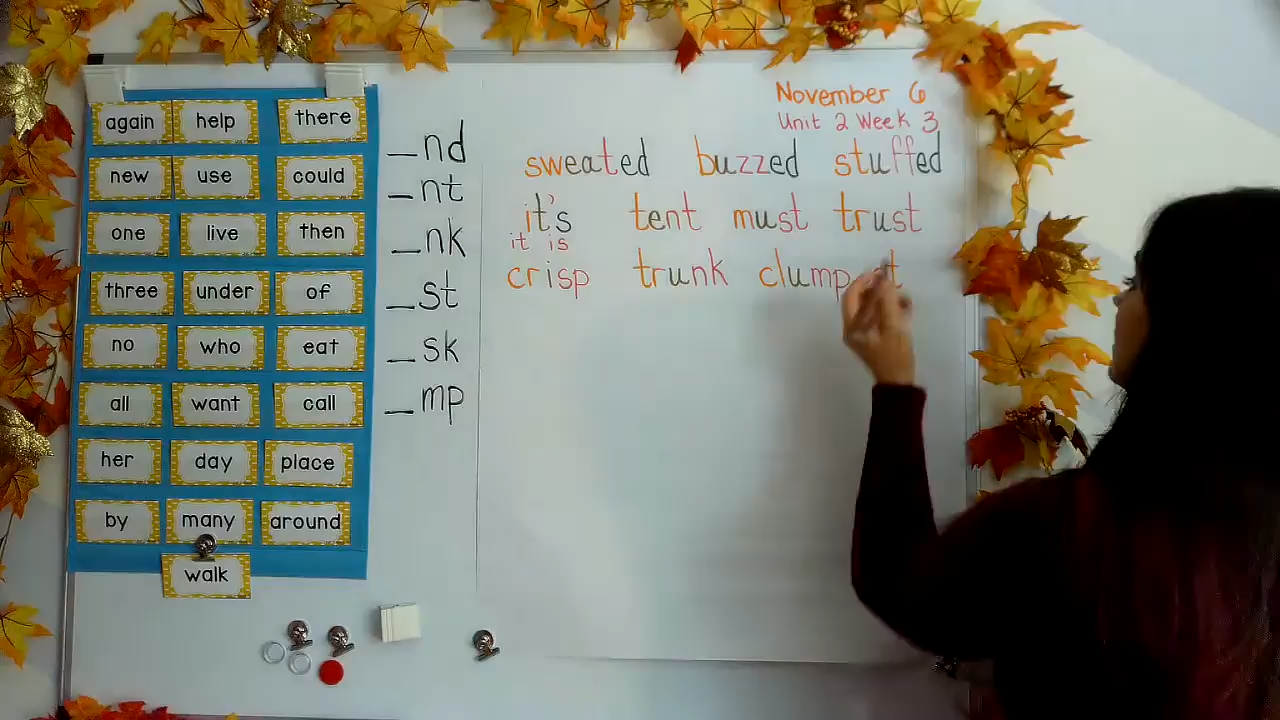 again help there
new use could
one live then
three under of
no who eat
all want call
her day place
by many around
walk
_nd
_nt
_nk
_st
_sk
_mp
November 6
Unit 2 Week 3
sweated buzzed stuffed
it's tent must trust
it is
crisp trunk clump